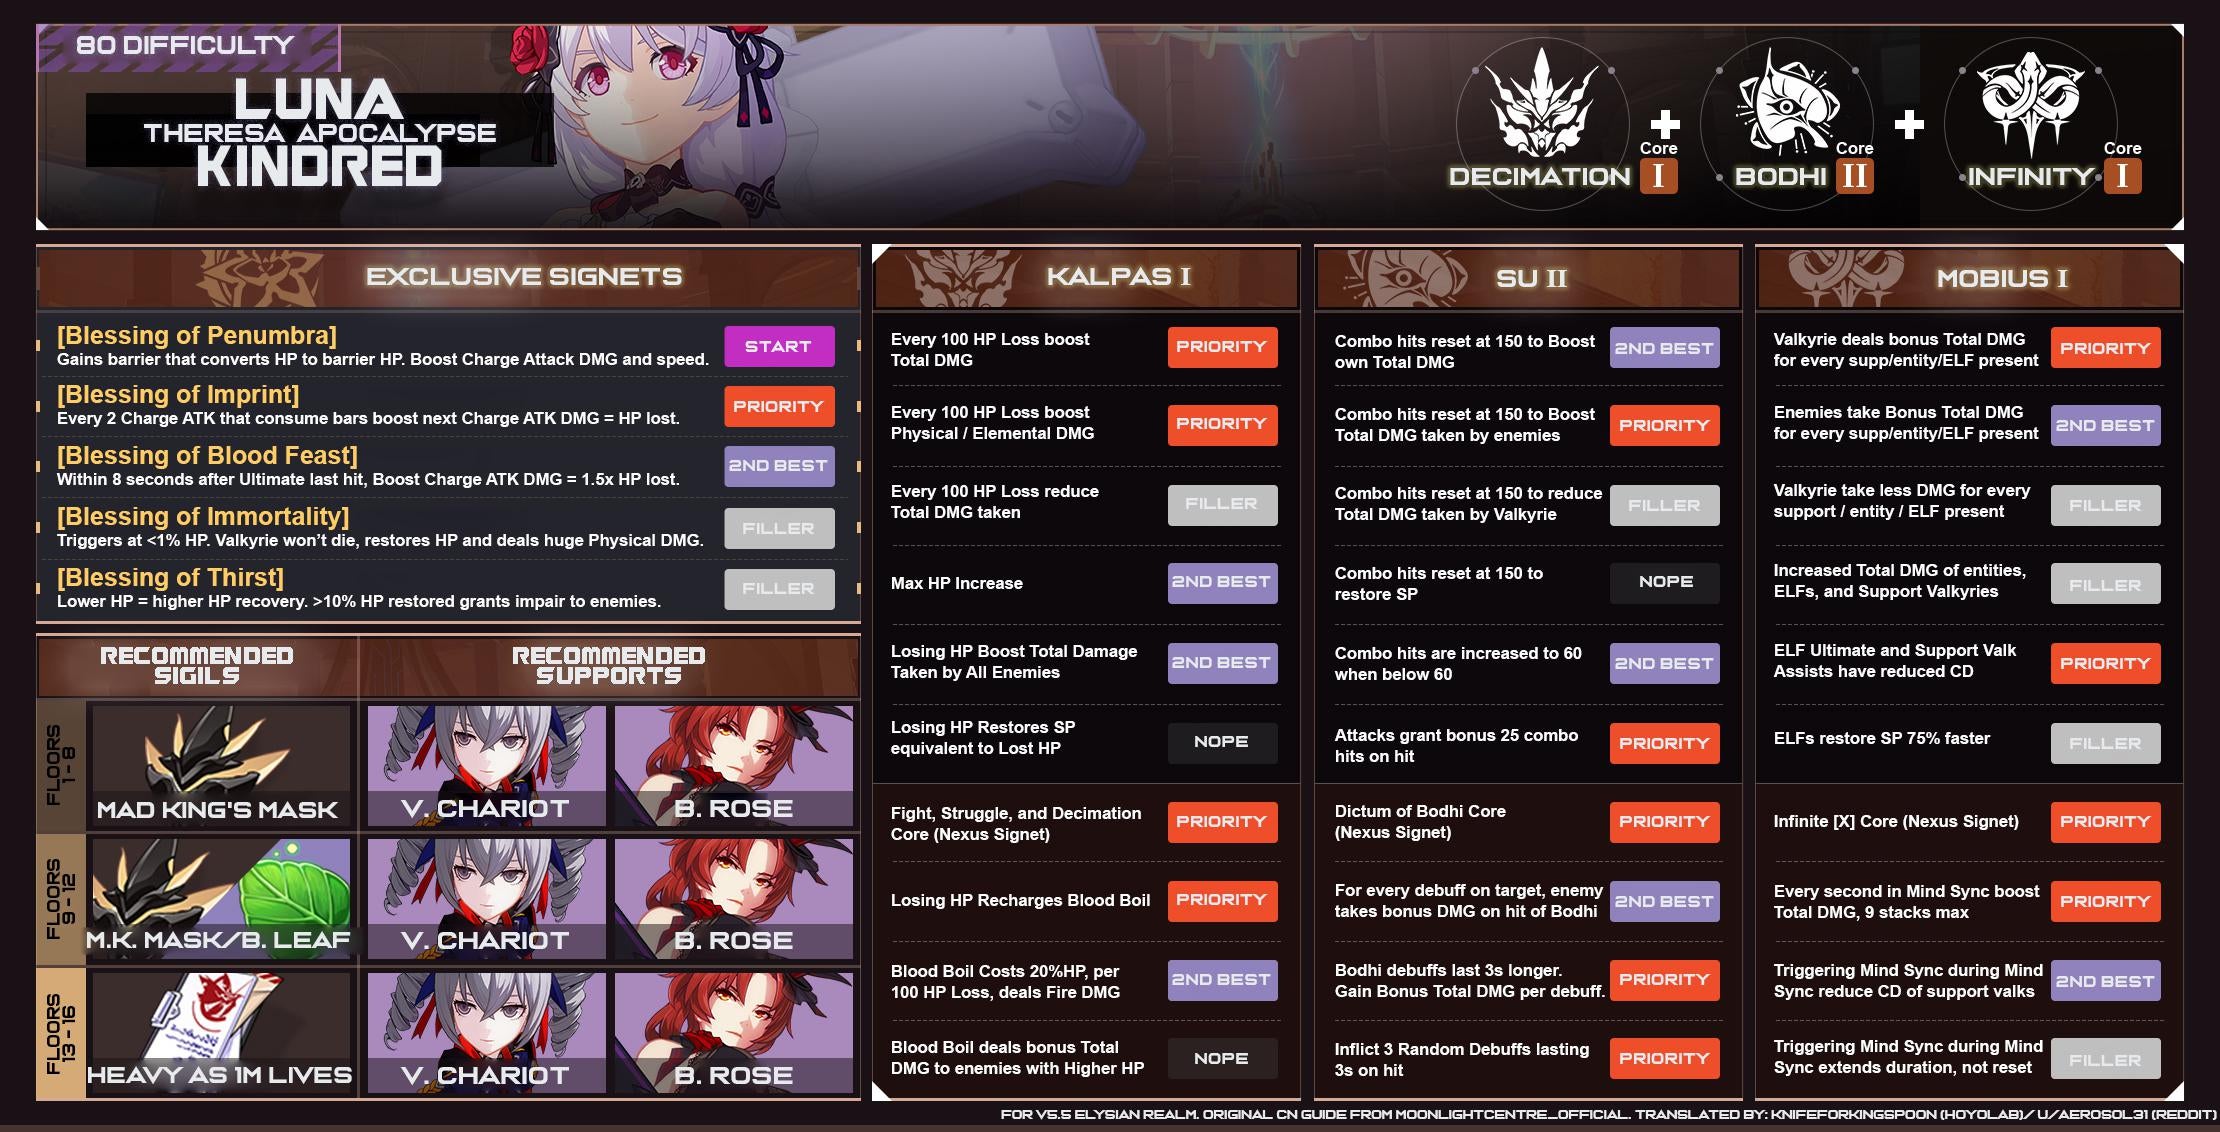 80 DIFFICULTY
LUNA
THERESA APOCALYPSE
KINDRED
Core
DECIMATION I
+
Core
BODHI II
+
Core
INFINITY I
EXCLUSIVE SIGNETS
[Blessing of Penumbra]
Gains barrier that converts HP to barrier HP. Boost Charge Attack DMG and speed.
START
[Blessing of Imprint]
Every 2 Charge ATK that consume bars boost next Charge ATK DMG = HP lost.
PRIORITY
[Blessing of Blood Feast]
Within 8 seconds after Ultimate last hit, Boost Charge ATK DMG = 1.5x HP lost.
2ND BEST
[Blessing of Immortality]
Triggers at <1% HP. Valkyrie won't die, restores HP and deals huge Physical DMG.
FILLER
[Blessing of Thirst]
Lower HP = higher HP recovery. >10% HP restored grants impair to enemies.
FILLER
RECOMMENDED
SIGILS
RECOMMENDED
SUPPORTS
FLOORS
1 - 8
MAD KING'S MASK
V. CHARIOT
B. ROSE
FLOORS
9 - 12
M.K. MASK/B. LEAF
V. CHARIOT
B. ROSE
FLOORS
13 - 16
HEAVY AS 1M LIVES
V. CHARIOT
B. ROSE
KALPAS I
Every 100 HP Loss boost
Total DMG
PRIORITY
Every 100 HP Loss boost
Physical / Elemental DMG
PRIORITY
Every 100 HP Loss reduce
Total DMG taken
FILLER
Max HP Increase
2ND BEST
Losing HP Boost Total Damage
Taken by All Enemies
2ND BEST
Losing HP Restores SP
equivalent to Lost HP
NOPE
Fight, Struggle, and Decimation
Core (Nexus Signet)
PRIORITY
Losing HP Recharges Blood Boil
PRIORITY
Blood Boil Costs 20%HP, per
100 HP Loss, deals Fire DMG
2ND BEST
Blood Boil deals bonus Total
DMG to enemies with Higher HP
NOPE
SU II
Combo hits reset at 150 to Boost
own Total DMG
2ND BEST
Combo hits reset at 150 to Boost
Total DMG taken by enemies
PRIORITY
Combo hits reset at 150 to reduce
Total DMG taken by Valkyrie
FILLER
Combo hits reset at 150 to
restore SP
NOPE
Combo hits are increased to 60
when below 60
2ND BEST
Attacks grant bonus 25 combo
hits on hit
PRIORITY
Dictum of Bodhi Core
(Nexus Signet)
PRIORITY
For every debuff on target, enemy
takes bonus DMG on hit of Bodhi
2ND BEST
Bodhi debuffs last 3s longer.
Gain Bonus Total DMG per debuff.
PRIORITY
Inflict 3 Random Debuffs lasting
3s on hit
PRIORITY
MOBIUS I
Valkyrie deals bonus Total DMG
for every supp/entity/ELF present
PRIORITY
Enemies take Bonus Total DMG
for every supp/entity/ELF present
2ND BEST
Valkyrie take less DMG for every
support / entity / ELF present
FILLER
Increased Total DMG of entities,
ELFs, and Support Valkyries
FILLER
ELF Ultimate and Support Valk
Assists have reduced CD
PRIORITY
ELFs restore SP 75% faster
FILLER
Infinite [X] Core (Nexus Signet)
PRIORITY
Every second in Mind Sync boost
Total DMG, 9 stacks max
PRIORITY
Triggering Mind Sync during Mind
Sync reduce CD of support valks
2ND BEST
Triggering Mind Sync during Mind
Sync extends duration, not reset
FILLER
FOR V5.5 ELYSIAN REALM. ORIGINAL CN GUIDE FROM MOONLIGHTCENTRE_OFFICIAL. TRANSLATED BY: KNIFEFORKINGSPOON (HOYOLAB)/ U/AEROSOL31 (REDDIT)